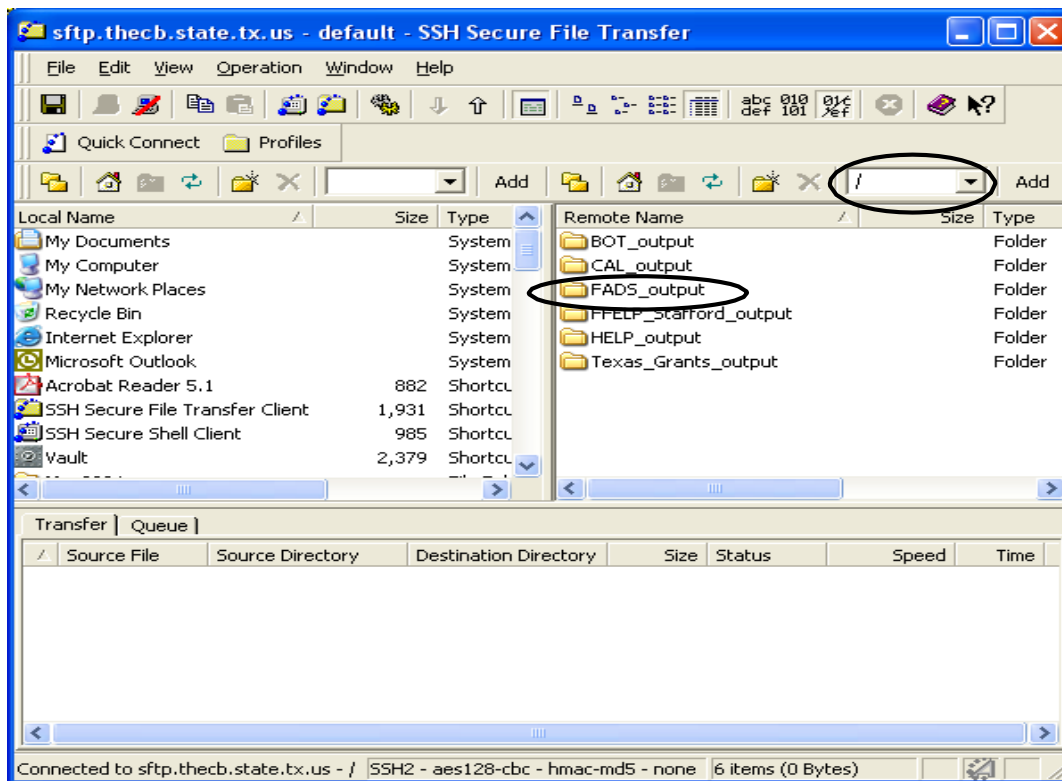 sftp.thecb.state.tx.us - default - SSH Secure File Transfer
File Edit View Operation Window Help
abc def 010 101
Quick Connect Profiles
Add / Add
Local Name Size Type Remote Name Size Type
My Documents System BOT_output Folder
My Computer System CAL_output Folder
My Network Places System FADS_output Folder
Recycle Bin System FFELP_Stafford_output Folder
Internet Explorer System HELP_output Folder
Microsoft Outlook System Texas_Grants_output Folder
Acrobat Reader 5.1 882 Shortcu
SSH Secure File Transfer Client 1,931 Shortcu
SSH Secure Shell Client 985 Shortcu
Vault 2,379 Shortcu
Transfer Queue
Source File Source Directory Destination Directory Size Status Speed Time
Connected to sftp.thecb.state.tx.us - / SSH2 - aes128-cbc - hmac-md5 - none 6 items (0 Bytes)